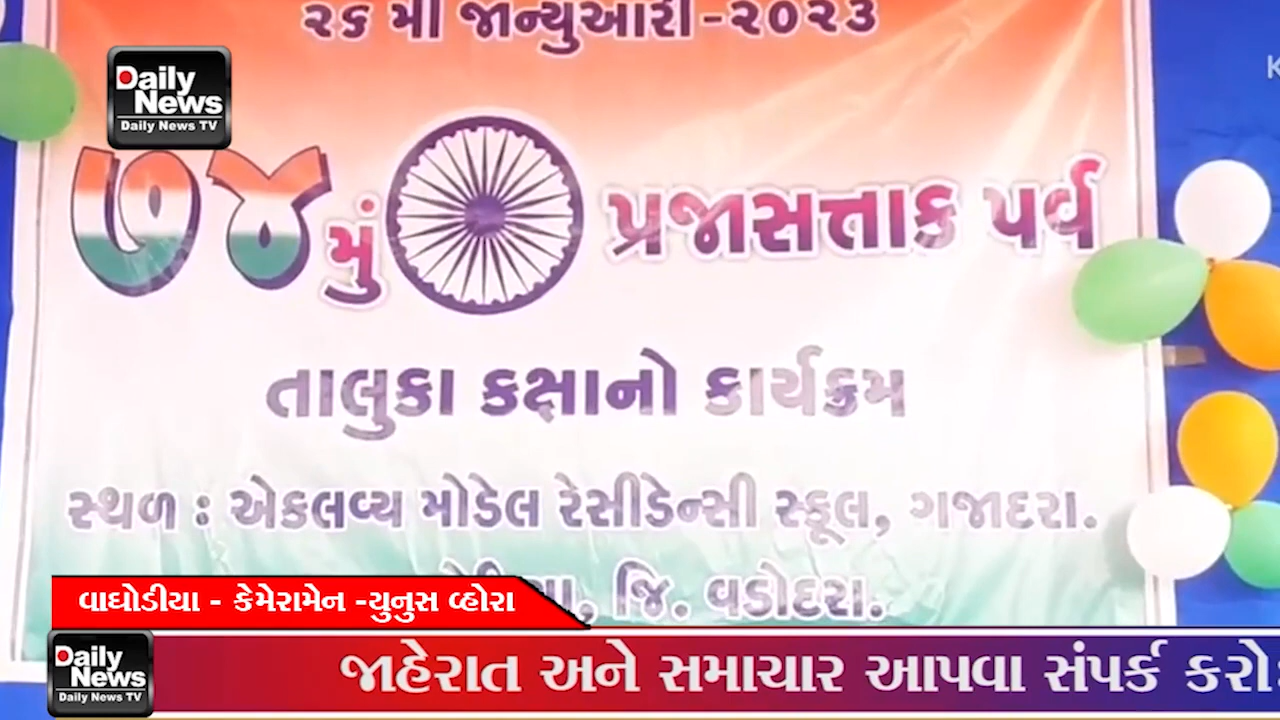 ૨૬ મી જાન્યુઆરી-૨૦૨૩
Daily
News
Daily News TV
૭૪મું પ્રજાસત્તાક પર્વ
તાલુકા કક્ષાનો કાર્યક્રમ
સ્થળ : એકલવ્ય મોડેલ રેસીડેન્સી સ્કૂલ, ગજાદરા.
જિ. વડોદરા.
વાઘોડીયા - કેમેરામેન -યુનુસ વ્હોરા
Daily
News
Daily News TV
જાહેરાત અને સમાચાર આપવા સંપર્ક કરો